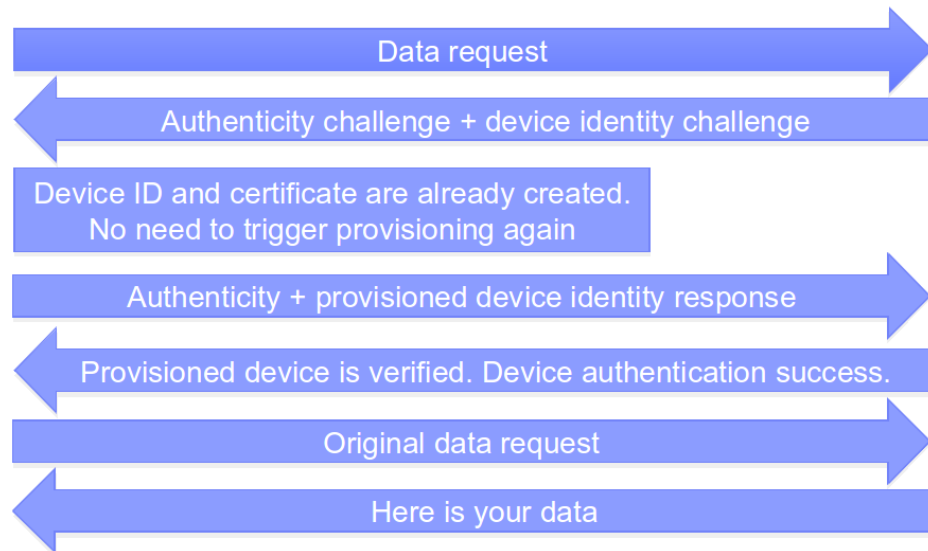 Data request
Authenticity challenge + device identity challenge
Device ID and certificate are already created.
No need to trigger provisioning again
Authenticity + provisioned device identity response
Provisioned device is verified. Device authentication success.
Original data request
Here is your data